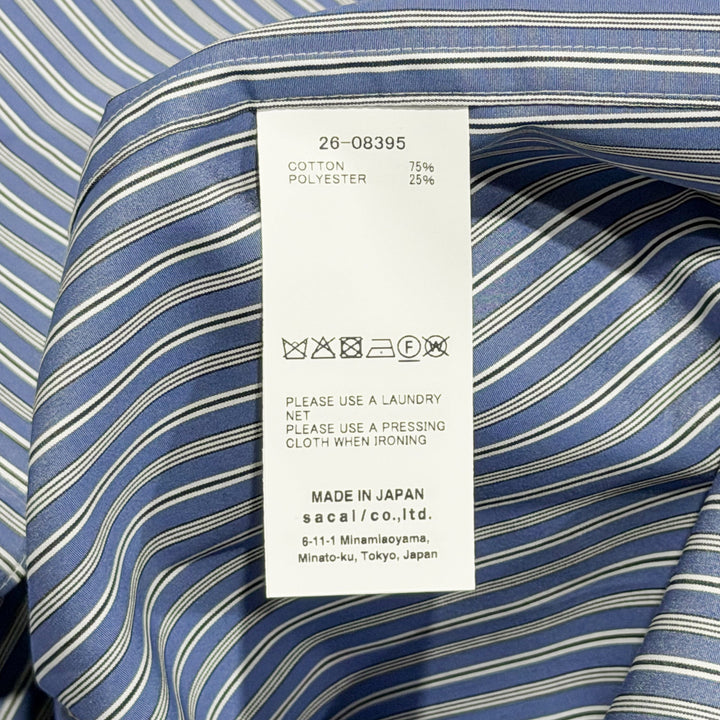 26-08395
COTTON 75%
POLYESTER 25%
F W
PLEASE USE A LAUNDRY
NET
PLEASE USE A PRESSING
CLOTH WHEN IRONING
MADE IN JAPAN
sacai/co.,ltd.
6-11-1 Minamiaoyama,
Minato-ku, Tokyo, Japan